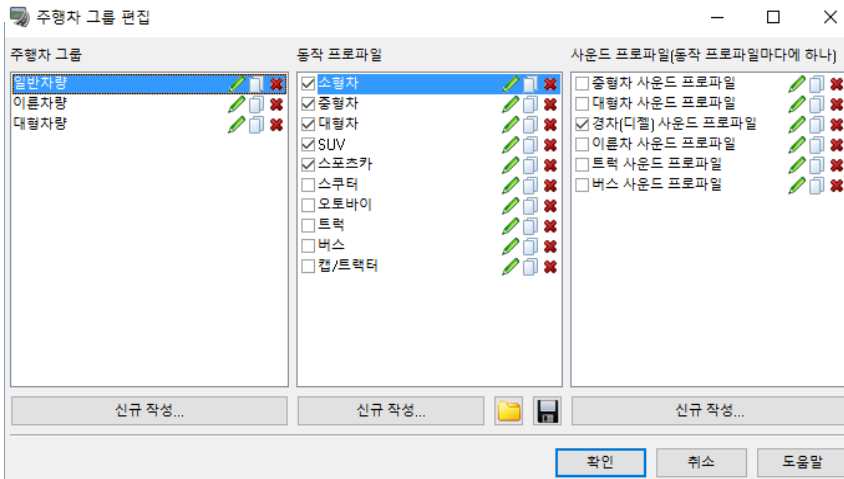 주행차 그룹 편집
주행차 그룹
일반차량
이륜차량
대형차량
신규 작성...
동작 프로파일
소형차
중형차
대형차
SUV
스포츠카
스쿠터
오토바이
트럭
버스
캡/트랙터
신규 작성...
사운드 프로파일(동작 프로파일마다에 하나)
중형차 사운드 프로파일
대형차 사운드 프로파일
경차(디젤) 사운드 프로파일
이륜차 사운드 프로파일
트럭 사운드 프로파일
버스 사운드 프로파일
신규 작성...
확인
취소
도움말